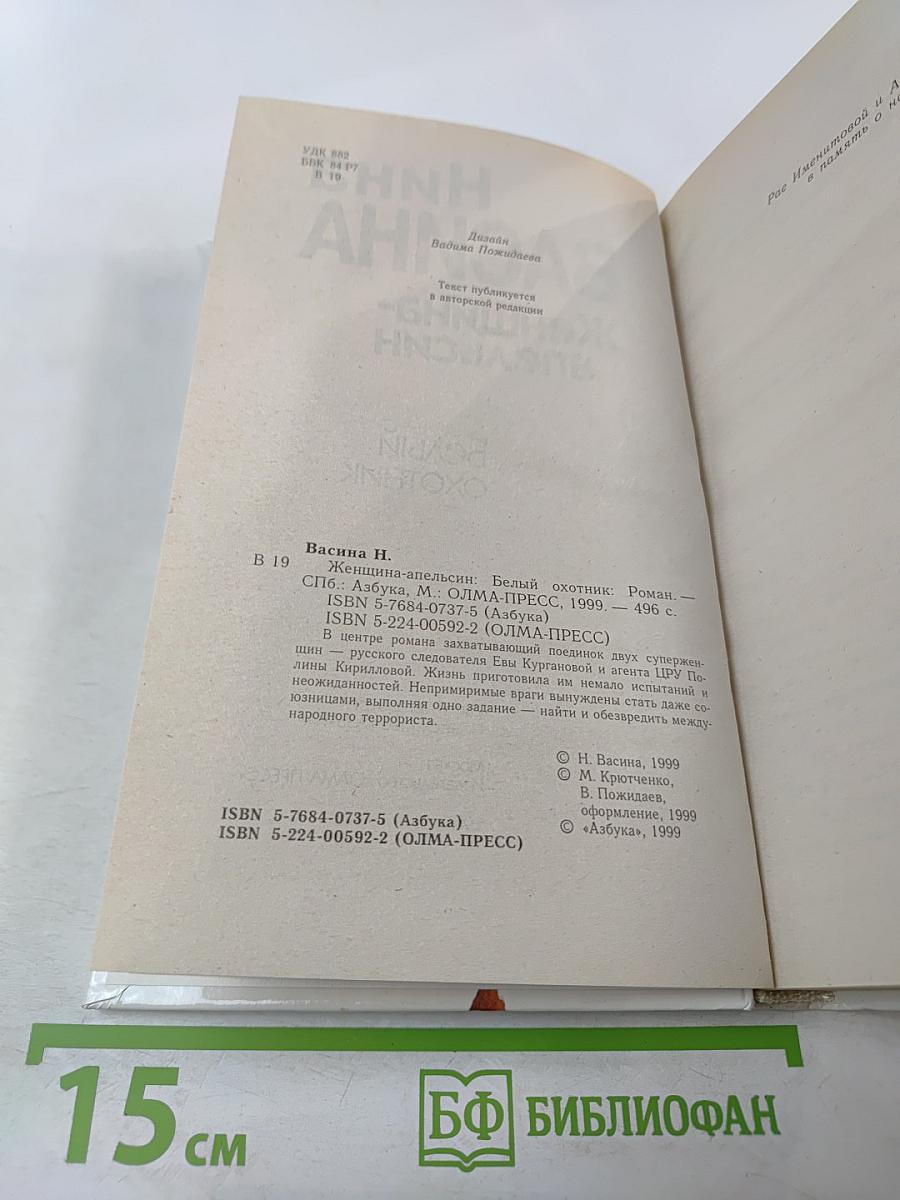 УДК 882
ББК 84 Р7
В 19
Дизайн
Вадима Пожидаева
Текст публикуется
в авторской редакции
Васина Н.
В 19 Женщина-апельсин: Белый охотник: Роман. —
СПб.: Азбука, М.: ОЛМА-ПРЕСС, 1999. — 496 с.
ISBN 5-7684-0737-5 (Азбука)
ISBN 5-224-00592-2 (ОЛМА-ПРЕСС)
В центре романа захватывающий поединок двух супержен-
щин — русского следователя Евы Кургановой и агента ЦРУ По-
лины Кирилловой. Жизнь приготовила им немало испытаний и
неожиданностей. Непримиримые враги вынуждены стать даже со-
юзницами, выполняя одно задание — найти и обезвредить между-
народного террориста.
© Н. Васина, 1999
© М. Крютченко,
В. Пожидаев,
оформление, 1999
© «Азбука», 1999
ISBN 5-7684-0737-5 (Азбука)
ISBN 5-224-00592-2 (ОЛМА-ПРЕСС)
Рае Именитовой и
в память о
15 см
БФ БИБЛИОФАН